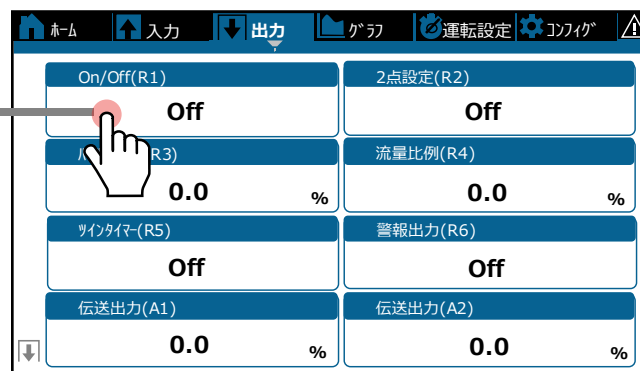 ﾎｰﾑ 入力 出力 ｸﾞﾗﾌ 運転設定 ｺﾝﾌｨｸﾞ
On/Off(R1) 2点設定(R2)
Off Off
R3) 流量比例(R4)
0.0 % 0.0 %
ﾂｲﾝﾀｲﾏｰ(R5) 警報出力(R6)
Off Off
伝送出力(A1) 伝送出力(A2)
0.0 % 0.0 %